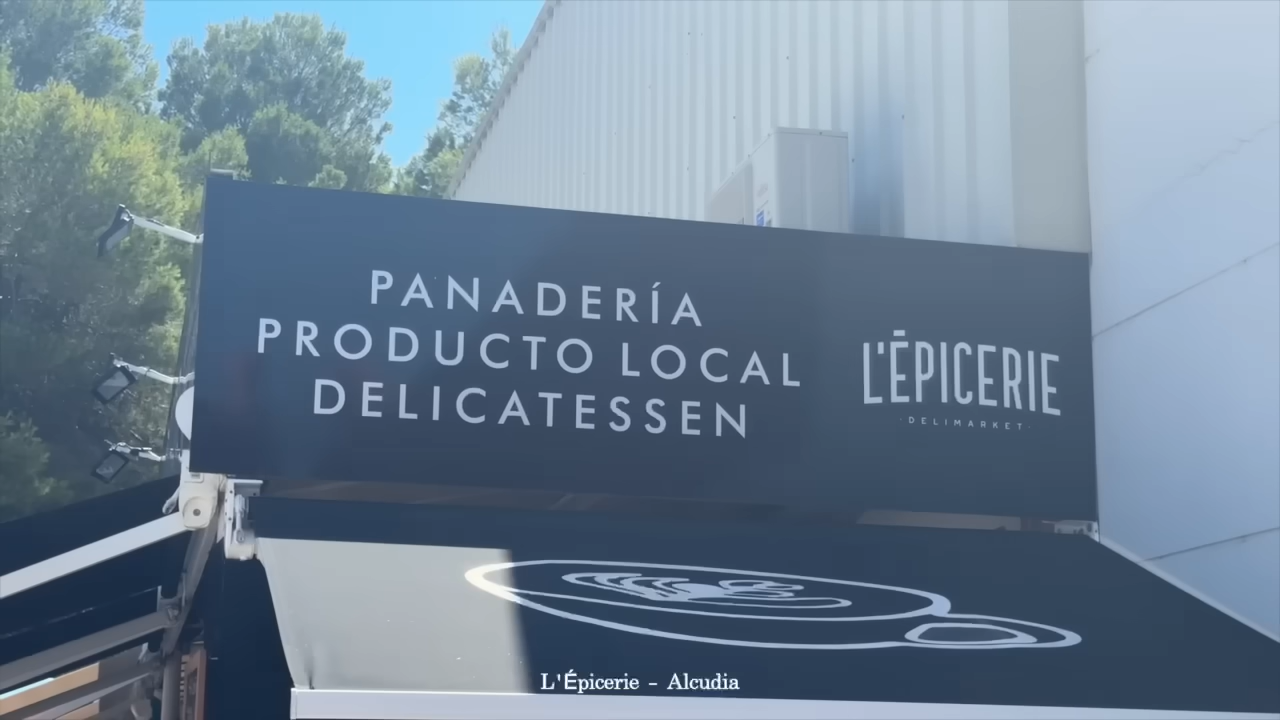 PANADERÍA
PRODUCTO LOCAL
DELICATESSEN
L'ÉPICERIE
·DELIMARKET·
L'Épicerie - Alcudia